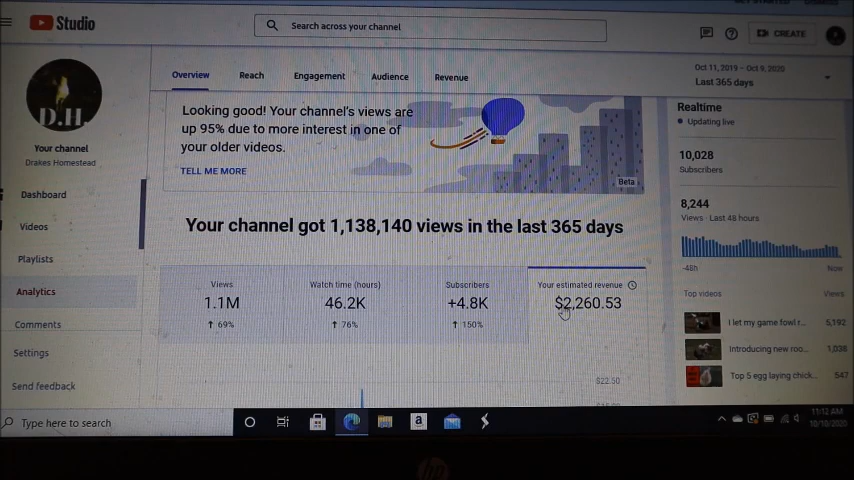 Studio
Search across your channel
CREATE
Overview
Reach
Engagement
Audience
Revenue
Oct 11, 2019 – Oct 9, 2020
Last 365 days
D.H.
Your channel
Drakes Homestead
Dashboard
Videos
Playlists
Analytics
Comments
Settings
Send feedback
Looking good! Your channel's views are
up 95% due to more interest in one of
your older videos.
TELL ME MORE
Beta
Your channel got 1,138,140 views in the last 365 days
Views
1.1M
69%
Watch time (hours)
46.2K
76%
Subscribers
+4.8K
150%
Your estimated revenue
$2,260.53
$22.50
Realtime
Updating live
10,028
Subscribers
8,244
Views · Last 48 hours
-48h
Now
Top videos
Views
I let my game fowl r...
5,192
Introducing new roo...
1,036
Top 5 egg laying chick...
547
Type here to search
11:12 AM
10/10/2020
hp